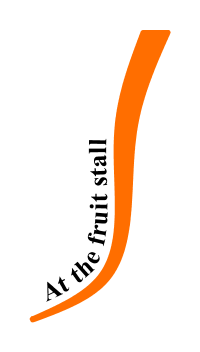 At the fruit stall